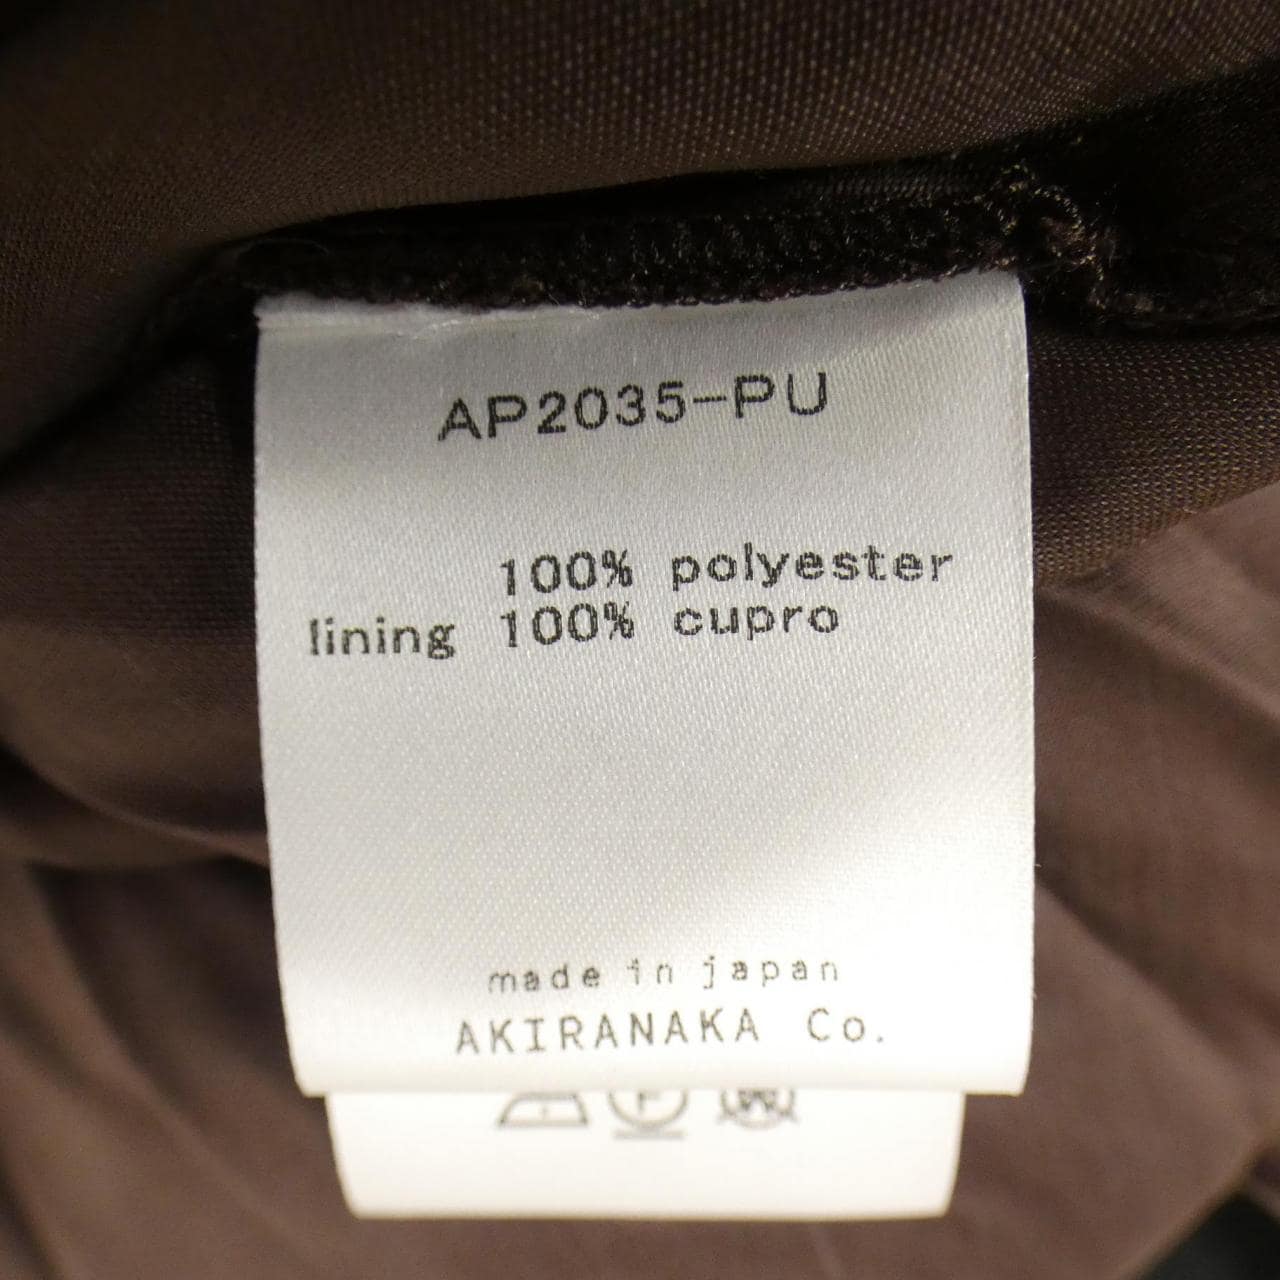 AP2035-PU
100% polyester
lining 100% cupro
made in japan
AKIRANAKA Co.